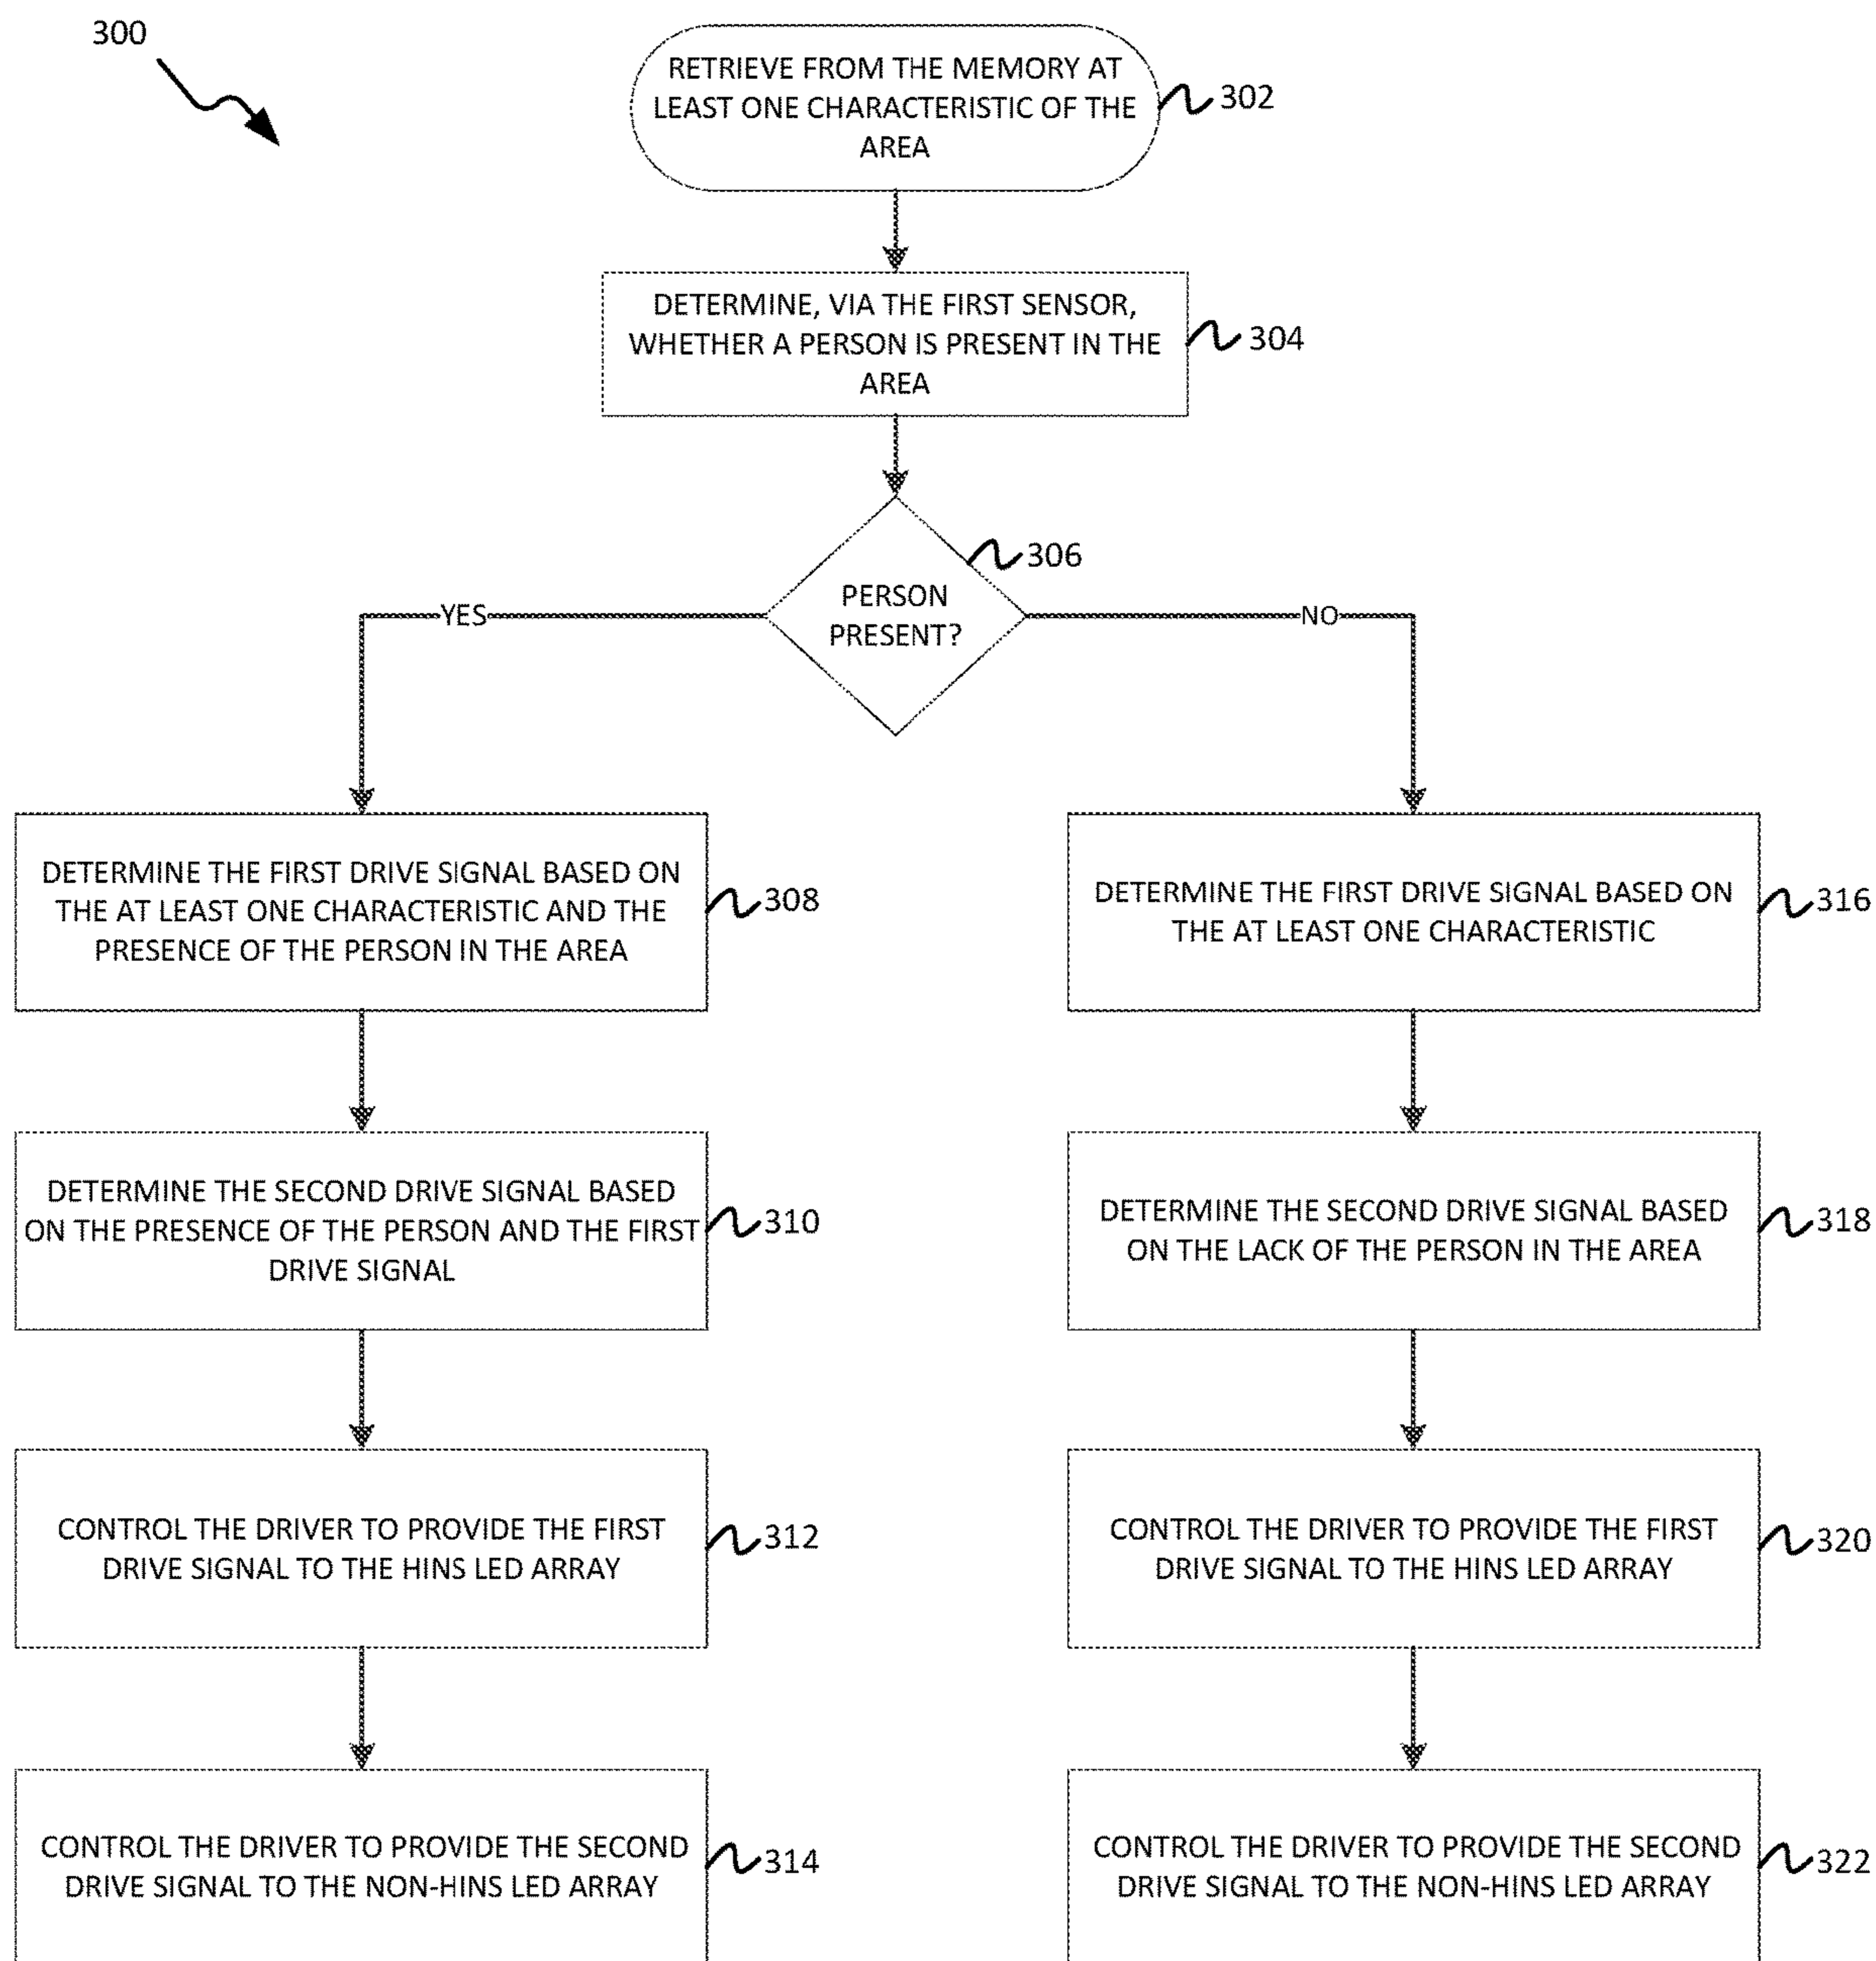 300
RETRIEVE FROM THE MEMORY AT
LEAST ONE CHARACTERISTIC OF THE
AREA
302
DETERMINE, VIA THE FIRST SENSOR,
WHETHER A PERSON IS PRESENT IN THE
AREA
304
306
PERSON
PRESENT?
YES
NO
DETERMINE THE FIRST DRIVE SIGNAL BASED ON
THE AT LEAST ONE CHARACTERISTIC AND THE
PRESENCE OF THE PERSON IN THE AREA
308
DETERMINE THE FIRST DRIVE SIGNAL BASED ON
THE AT LEAST ONE CHARACTERISTIC
316
DETERMINE THE SECOND DRIVE SIGNAL BASED
ON THE PRESENCE OF THE PERSON AND THE FIRST
DRIVE SIGNAL
310
DETERMINE THE SECOND DRIVE SIGNAL BASED
ON THE LACK OF THE PERSON IN THE AREA
318
CONTROL THE DRIVER TO PROVIDE THE FIRST
DRIVE SIGNAL TO THE HINS LED ARRAY
312
CONTROL THE DRIVER TO PROVIDE THE FIRST
DRIVE SIGNAL TO THE HINS LED ARRAY
320
CONTROL THE DRIVER TO PROVIDE THE SECOND
DRIVE SIGNAL TO THE NON-HINS LED ARRAY
314
CONTROL THE DRIVER TO PROVIDE THE SECOND
DRIVE SIGNAL TO THE NON-HINS LED ARRAY
322